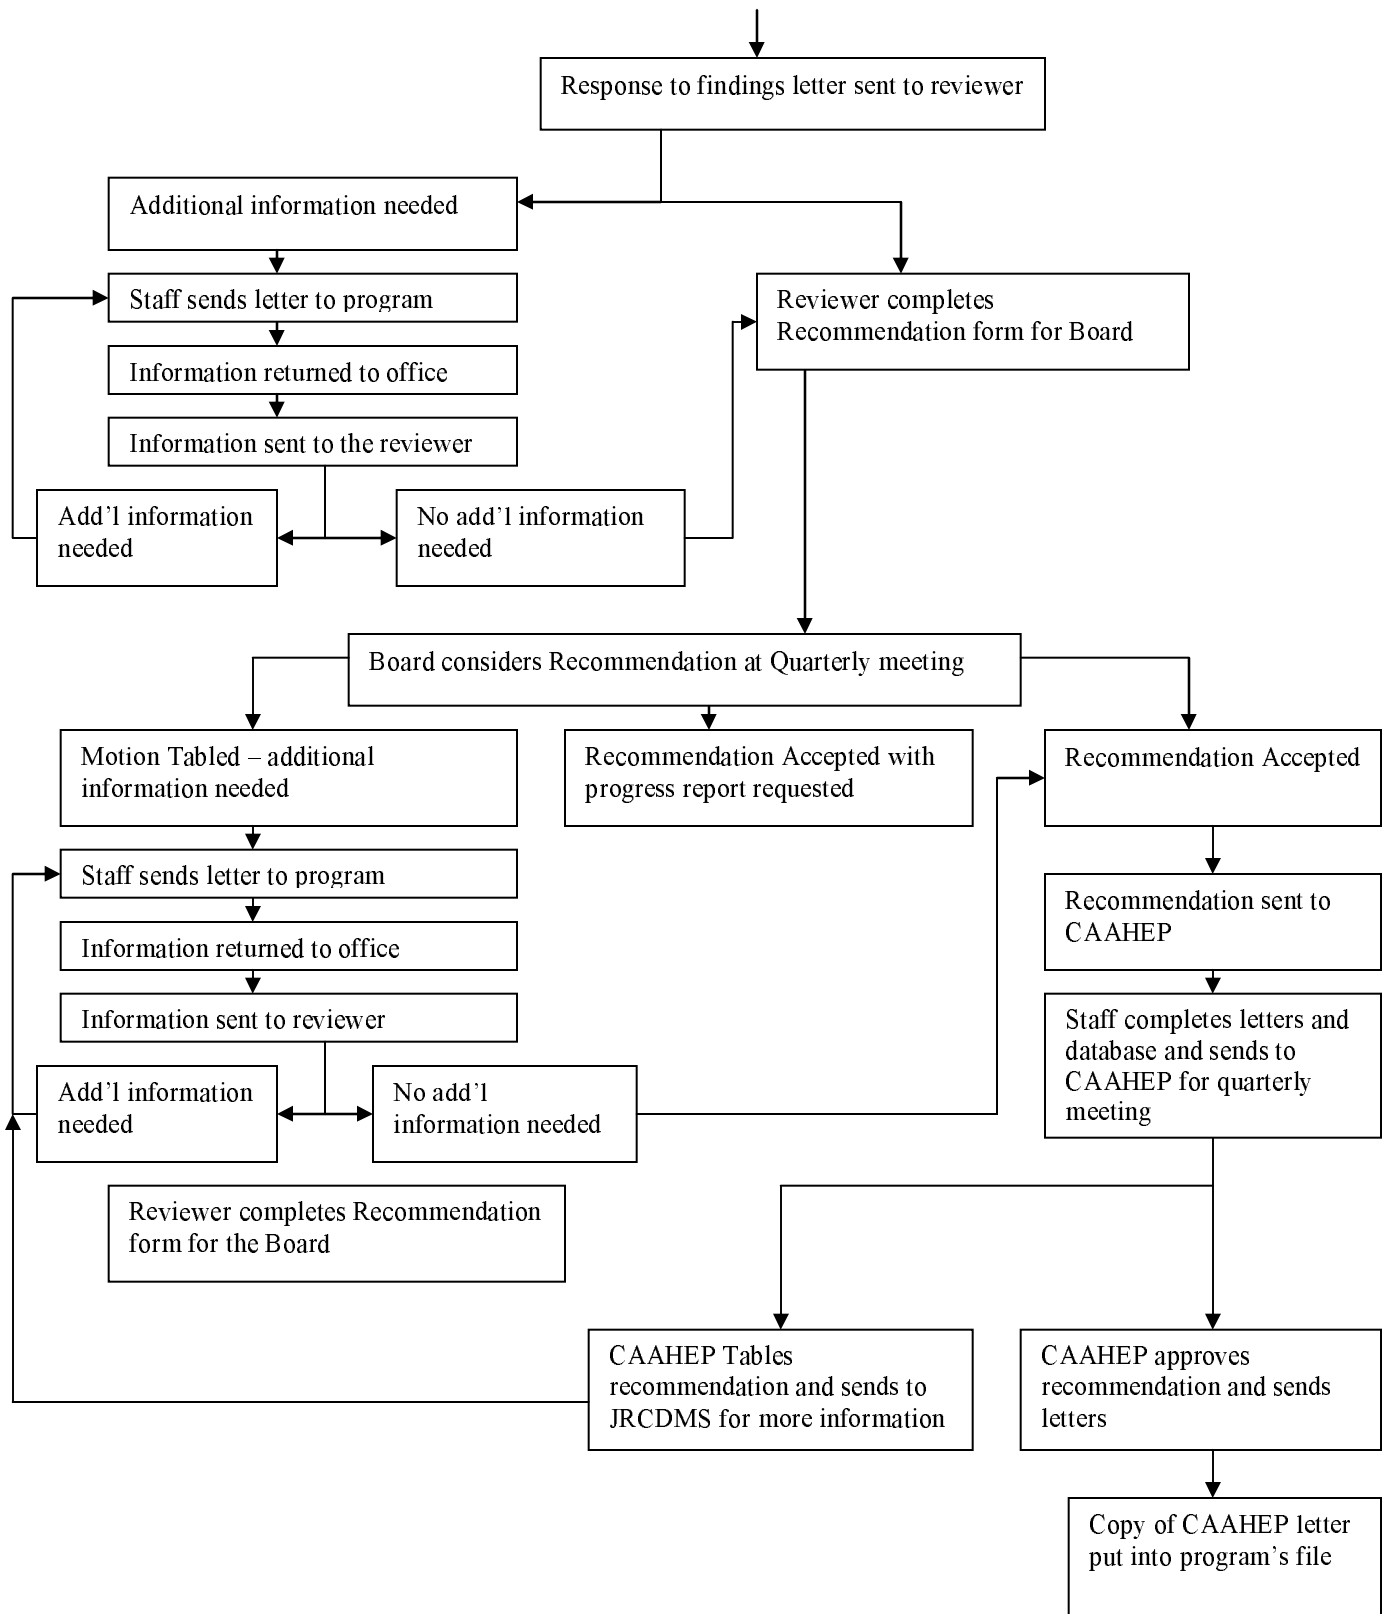 Response to findings letter sent to reviewer
Additional information needed
Staff sends letter to program
Reviewer completes
Recommendation form for Board
Information returned to office
Information sent to the reviewer
Add’l information
needed
No add’l information
needed
Board considers Recommendation at Quarterly meeting
Motion Tabled – additional
information needed
Recommendation Accepted with
progress report requested
Recommendation Accepted
Staff sends letter to program
Recommendation sent to
CAAHEP
Information returned to office
Information sent to reviewer
Staff completes letters and
database and sends to
CAAHEP for quarterly
meeting
Add’l information
needed
No add’l
information needed
Reviewer completes Recommendation
form for the Board
CAAHEP Tables
recommendation and sends to
JRCDMS for more information
CAAHEP approves
recommendation and sends
letters
Copy of CAAHEP letter
put into program’s file